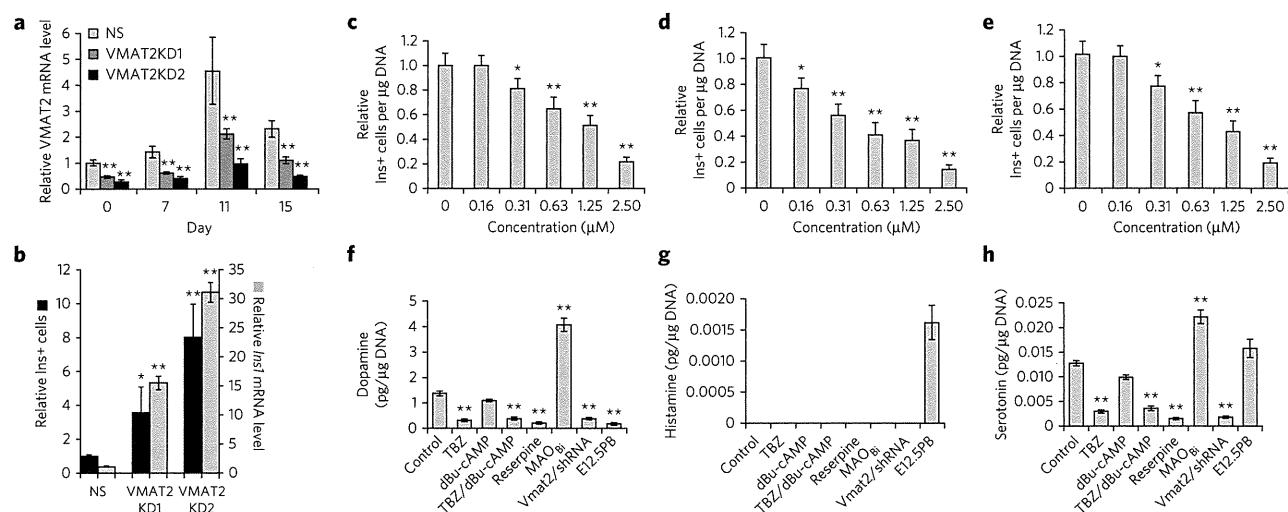 a
Relative VMAT2 mRNA level
6
5
4
3
2
1
0
NS
VMAT2KD1
VMAT2KD2
**
**
**
**
**
**
**
**
0
7
11
15
Day
b
Relative Ins+ cells
12
10
8
6
4
2
0
*
**
**
**
35
30
25
20
15
10
5
0
Relative Ins1 mRNA level
NS
VMAT2
KD1
VMAT2
KD2
c
Relative
Ins+ cells per µg DNA
1.2
1.0
0.8
0.6
0.4
0.2
0
*
**
**
**
0
0.16
0.31
0.63
1.25
2.50
Concentration (µM)
d
Relative
Ins+ cells per µg DNA
1.2
1.0
0.8
0.6
0.4
0.2
0
*
**
**
**
**
0
0.16
0.31
0.63
1.25
2.50
Concentration (µM)
e
Relative
Ins+ cells per µg DNA
1.2
1.0
0.8
0.6
0.4
0.2
0
*
**
**
**
0
0.16
0.31
0.63
1.25
2.50
Concentration (µM)
f
Dopamine
(pg/µg DNA)
5
4
3
2
1
0
**
**
**
**
**
**
Control
TBZ
dBu-cAMP
TBZ/dBu-cAMP
Reserpine
MAOBi
Vmat2/shRNA
E12.5PB
g
Histamine (pg/µg DNA)
0.0020
0.0015
0.0010
0.0005
0
Control
TBZ
dBu-cAMP
TBZ/dBu-cAMP
Reserpine
MAOBi
Vmat2/shRNA
E12.5PB
h
Serotonin (pg/µg DNA)
0.025
0.020
0.015
0.010
0.005
0
**
**
**
**
**
Control
TBZ
dBu-cAMP
TBZ/dBu-cAMP
Reserpine
MAOBi
Vmat2/shRNA
E12.5PB